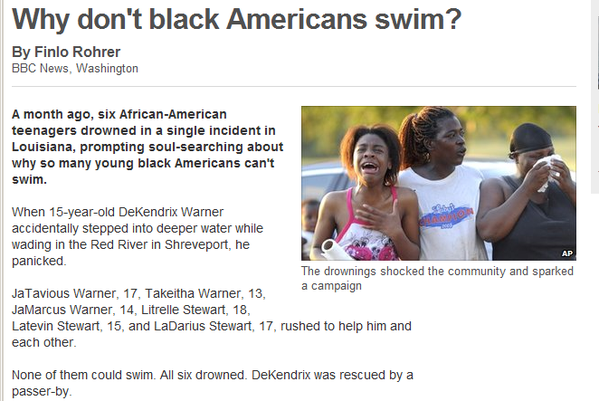 Why don't black Americans swim?
By Finlo Rohrer
BBC News, Washington
A month ago, six African-American
teenagers drowned in a single incident in
Louisiana, prompting soul-searching about
why so many young black Americans can't
swim.
When 15-year-old DeKendrix Warner
accidentally stepped into deeper water while
wading in the Red River in Shreveport, he
panicked.
AP
The drownings shocked the community and sparked
a campaign
JaTavious Warner, 17, Takeitha Warner, 13,
JaMarcus Warner, 14, Litrelle Stewart, 18,
Latevin Stewart, 15, and LaDarius Stewart, 17, rushed to help him and
each other.
None of them could swim. All six drowned. DeKendrix was rescued by a
passer-by.